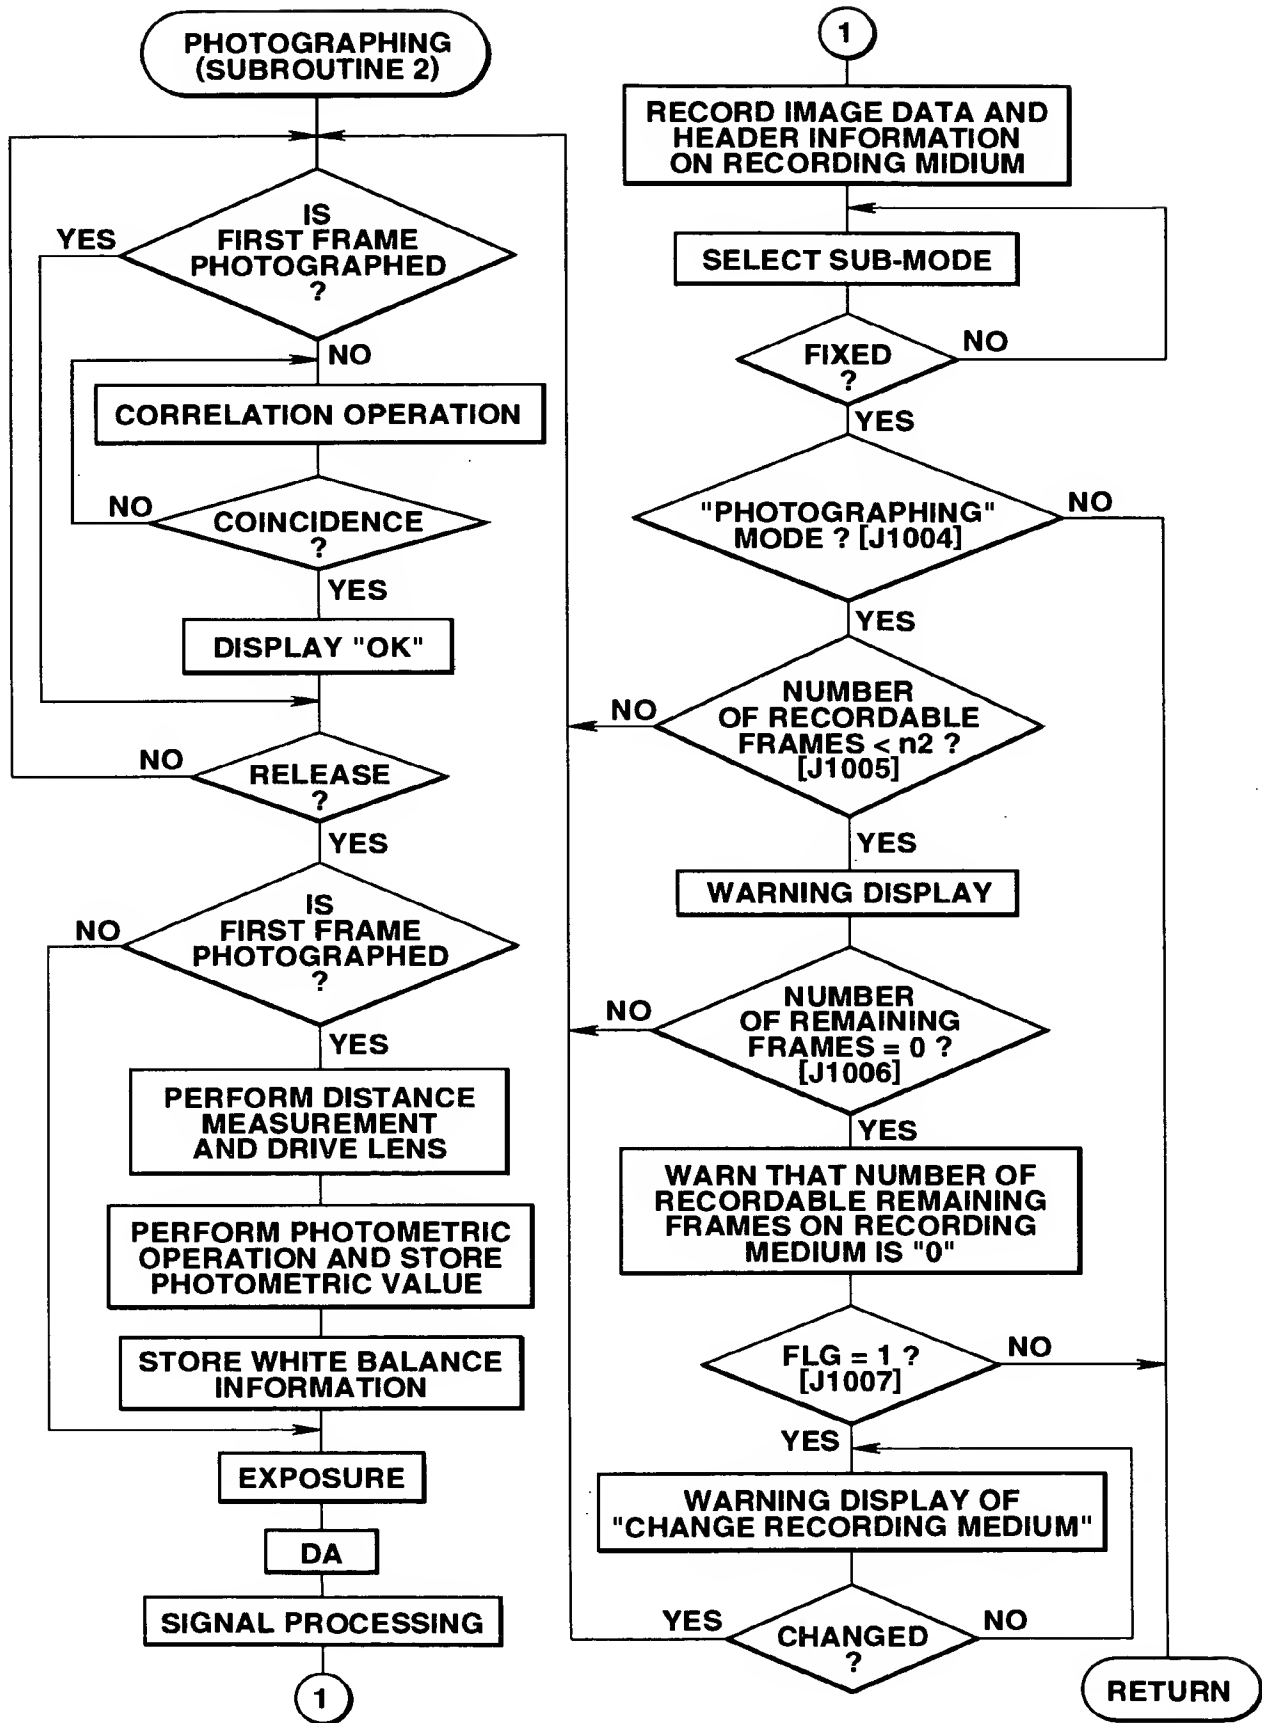 PHOTOGRAPHING
(SUBROUTINE 2)
IS
FIRST FRAME
PHOTOGRAPHED
?
YES
NO
CORRELATION OPERATION
NO
COINCIDENCE
?
YES
DISPLAY "OK"
NO
RELEASE
?
YES
IS
FIRST FRAME
PHOTOGRAPHED
?
NO
YES
PERFORM DISTANCE
MEASUREMENT
AND DRIVE LENS
PERFORM PHOTOMETRIC
OPERATION AND STORE
PHOTOMETRIC VALUE
STORE WHITE BALANCE
INFORMATION
EXPOSURE
DA
SIGNAL PROCESSING
1
1
RECORD IMAGE DATA AND
HEADER INFORMATION
ON RECORDING MIDIUM
SELECT SUB-MODE
FIXED
?
NO
YES
"PHOTOGRAPHING"
MODE ? [J1004]
NO
YES
NUMBER
OF RECORDABLE
FRAMES < n2 ?
[J1005]
NO
YES
WARNING DISPLAY
NUMBER
OF REMAINING
FRAMES = 0 ?
[J1006]
NO
YES
WARN THAT NUMBER OF
RECORDABLE REMAINING
FRAMES ON RECORDING
MEDIUM IS "0"
FLG = 1 ?
[J1007]
NO
YES
WARNING DISPLAY OF
"CHANGE RECORDING MEDIUM"
YES
CHANGED
?
NO
RETURN